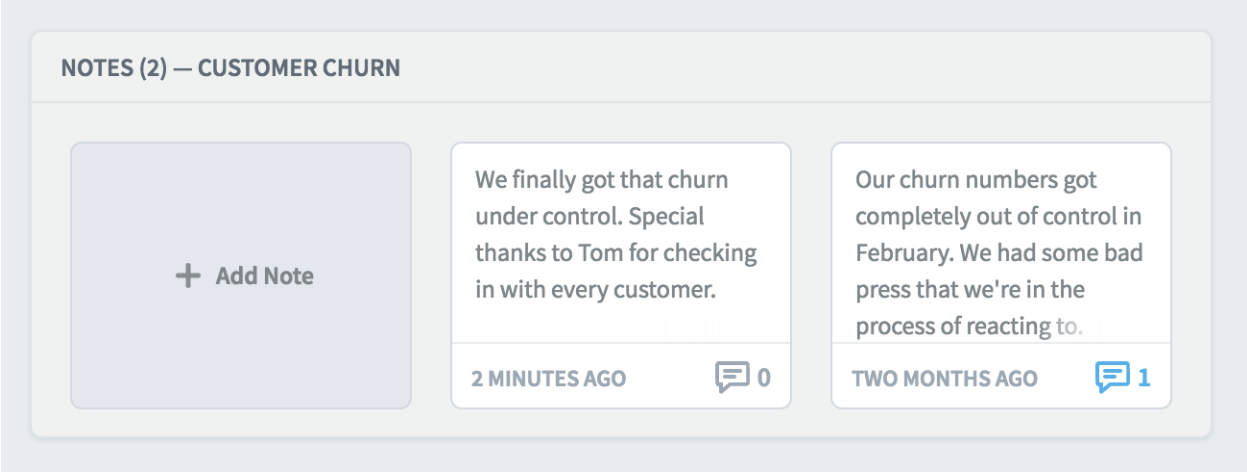 NOTES (2) — CUSTOMER CHURN
+ Add Note
We finally got that churn
under control. Special
thanks to Tom for checking
in with every customer.
2 MINUTES AGO
0
Our churn numbers got
completely out of control in
February. We had some bad
press that we're in the
process of reacting to.
TWO MONTHS AGO
1